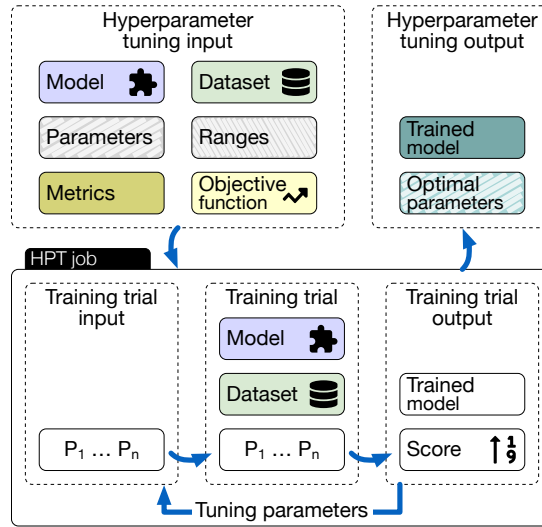 Hyperparameter
tuning input
Model
Dataset
Parameters
Ranges
Metrics
Objective
function
Hyperparameter
tuning output
Trained
model
Optimal
parameters
HPT job
Training trial
input
P1 … Pn
Training trial
Model
Dataset
P1 … Pn
Training trial
output
Trained
model
Score
1
9
Tuning parameters